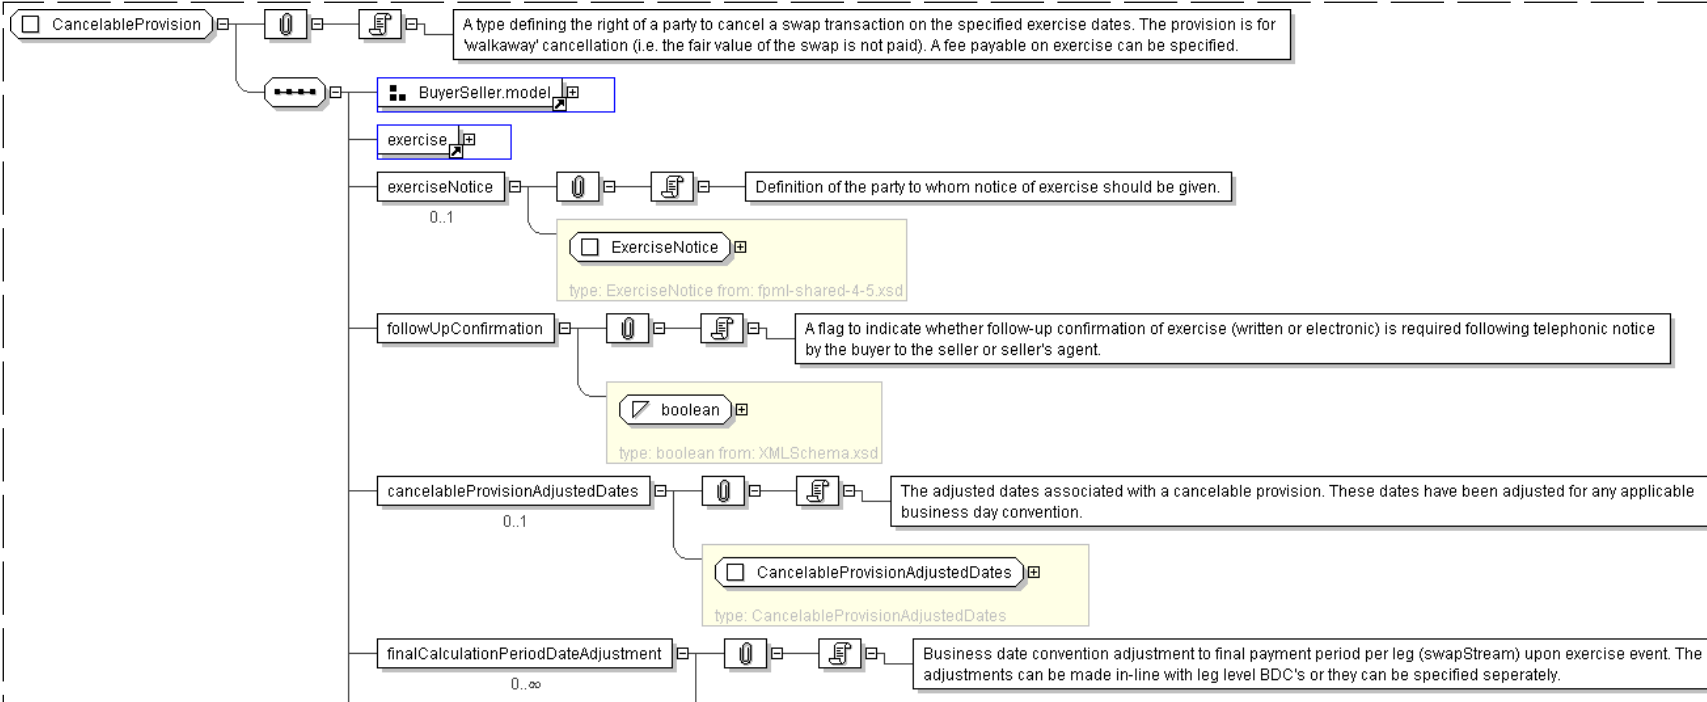 CancelableProvision
A type defining the right of a party to cancel a swap transaction on the specified exercise dates. The provision is for
'walkaway' cancellation (i.e. the fair value of the swap is not paid). A fee payable on exercise can be specified.
BuyerSeller.model
exercise
exerciseNotice
Definition of the party to whom notice of exercise should be given.
0..1
ExerciseNotice
type: ExerciseNotice from: fpml-shared-4-5.xsd
followUpConfirmation
A flag to indicate whether follow-up confirmation of exercise (written or electronic) is required following telephonic notice
by the buyer to the seller or seller's agent.
boolean
type: boolean from: XMLSchema.xsd
cancelableProvisionAdjustedDates
The adjusted dates associated with a cancelable provision. These dates have been adjusted for any applicable
business day convention.
0..1
CancelableProvisionAdjustedDates
type: CancelableProvisionAdjustedDates
finalCalculationPeriodDateAdjustment
Business date convention adjustment to final payment period per leg (swapStream) upon exercise event. The
adjustments can be made in-line with leg level BDC's or they can be specified seperately.
0..∞